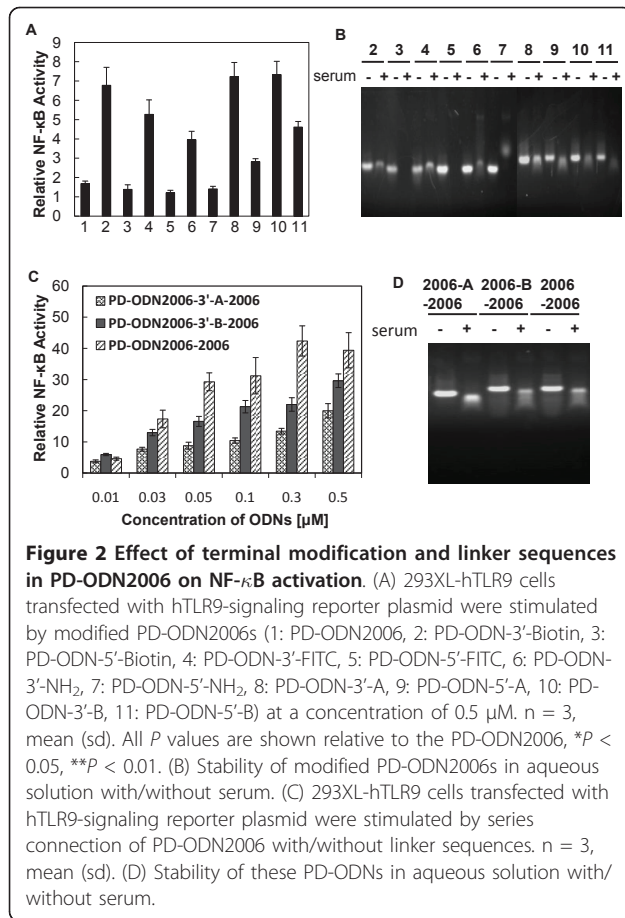 A
Relative NF-κB Activity
9
8
7
6
5
4
3
2
1
0
1 2 3 4 5 6 7 8 9 10 11
B
2 3 4 5 6 7 8 9 10 11
serum - + - + - + - + - + - + - + - + - + - +
C
Relative NF-κB Activity
60
50
40
30
20
10
0
PD-ODN2006-3'-A-2006
PD-ODN2006-3'-B-2006
PD-ODN2006-2006
0.01 0.03 0.05 0.1 0.3 0.5
Concentration of ODNs [µM]
D
2006-A 2006-B 2006
-2006 -2006 -2006
serum - + - + - +
Figure 2 Effect of terminal modification and linker sequences
in PD-ODN2006 on NF-κB activation. (A) 293XL-hTLR9 cells
transfected with hTLR9-signaling reporter plasmid were stimulated
by modified PD-ODN2006s (1: PD-ODN2006, 2: PD-ODN-3'-Biotin, 3:
PD-ODN-5'-Biotin, 4: PD-ODN-3'-FITC, 5: PD-ODN-5'-FITC, 6: PD-ODN-
3'-NH₂, 7: PD-ODN-5'-NH₂, 8: PD-ODN-3'-A, 9: PD-ODN-5'-A, 10: PD-
ODN-3'-B, 11: PD-ODN-5'-B) at a concentration of 0.5 μM. n = 3,
mean (sd). All P values are shown relative to the PD-ODN2006, *P <
0.05, **P < 0.01. (B) Stability of modified PD-ODN2006s in aqueous
solution with/without serum. (C) 293XL-hTLR9 cells transfected with
hTLR9-signaling reporter plasmid were stimulated by series
connection of PD-ODN2006 with/without linker sequences. n = 3,
mean (sd). (D) Stability of these PD-ODNs in aqueous solution with/
without serum.